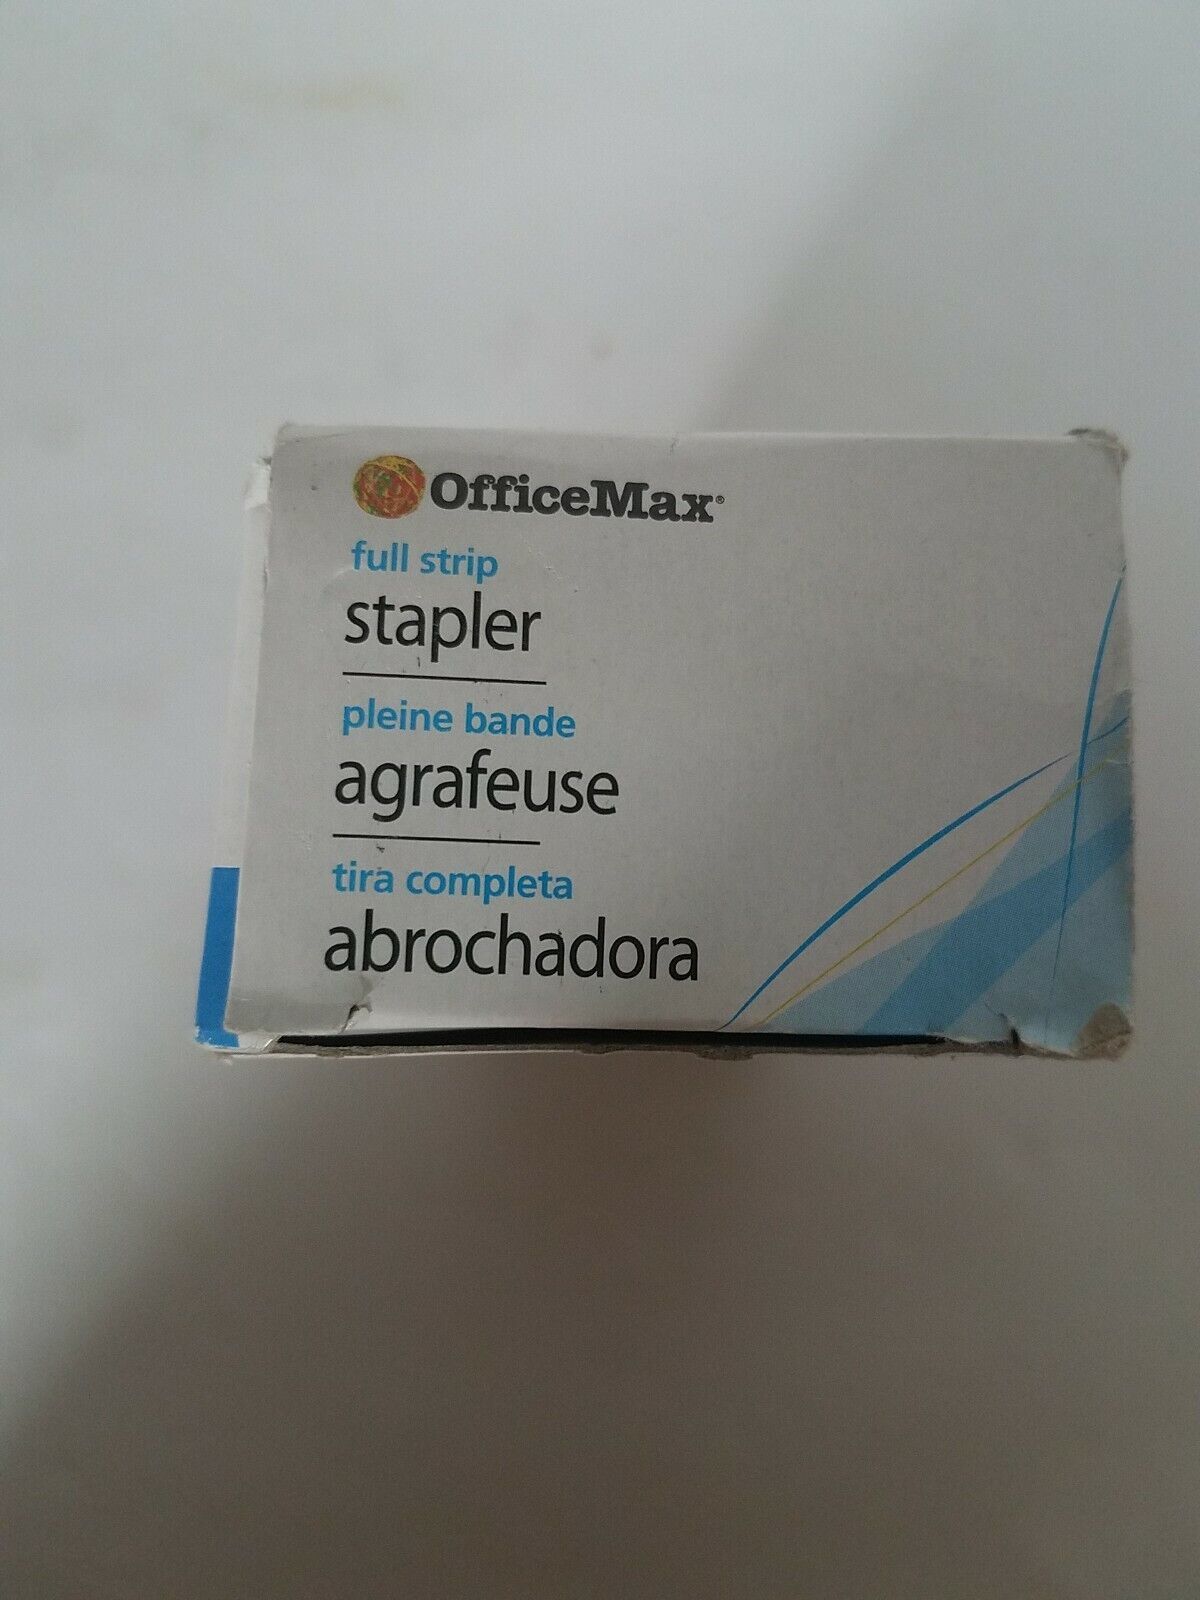 OfficeMax®
full strip
stapler
pleine bande
agrafeuse
tira completa
abrochadora